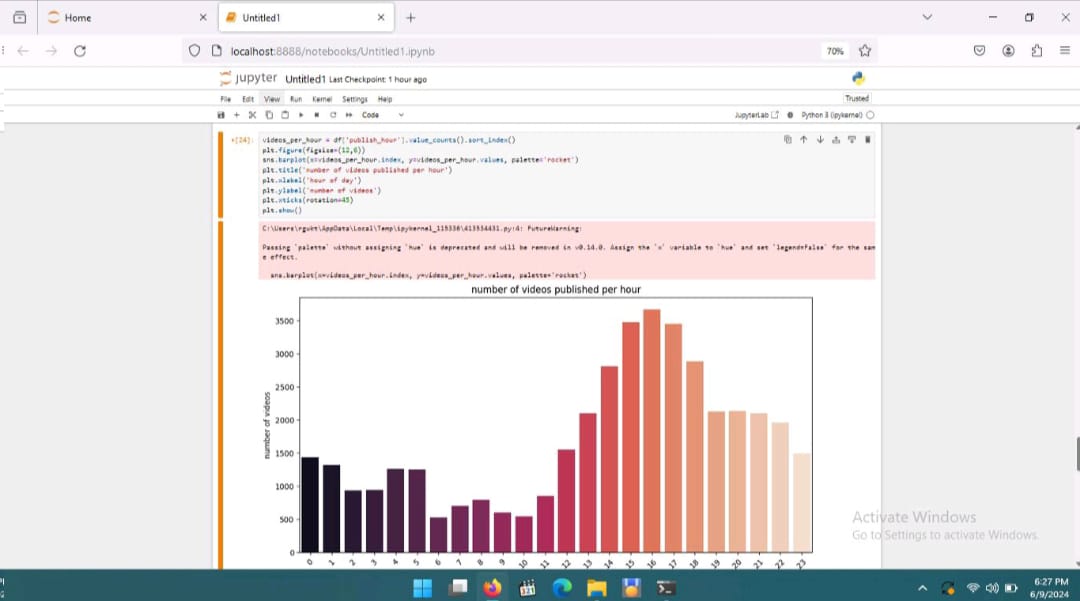 Home
Untitled1
localhost:8888/notebooks/Untitled1.ipynb
70%
jupyter Untitled1 Last Checkpoint: 1 hour ago
File Edit View Run Kernel Settings Help
Trusted
Code
JupyterLab
Python 3 (ipykernel)
[24]:
videos_per_hour = df['publish_hour'].value_counts().sort_index()
plt.figure(figsize=(12,6))
sns.barplot(x=videos_per_hour.index, y=videos_per_hour.values, palette='rocket')
plt.title('number of videos published per hour')
plt.xlabel('hour of day')
plt.ylabel('number of videos')
plt.xticks(rotation=45)
plt.show()
C:\Users\rgukt\AppData\Local\Temp\ipykernel_115336\413554431.py:4: FutureWarning:
Passing `palette` without assigning `hue` is deprecated and will be removed in v0.14.0. Assign the `x` variable to `hue` and set `legend=False` for the sam
e effect.
sns.barplot(x=videos_per_hour.index, y=videos_per_hour.values, palette='rocket')
number of videos published per hour
3500
3000
2500
2000
1500
1000
500
0
number of videos
0 1 2 3 4 5 6 7 8 9 10 11 12 13 14 15 16 17 18 19 20 21 22 23
Activate Windows
Go to Settings to activate Windows.
321
6:27 PM
6/9/2024